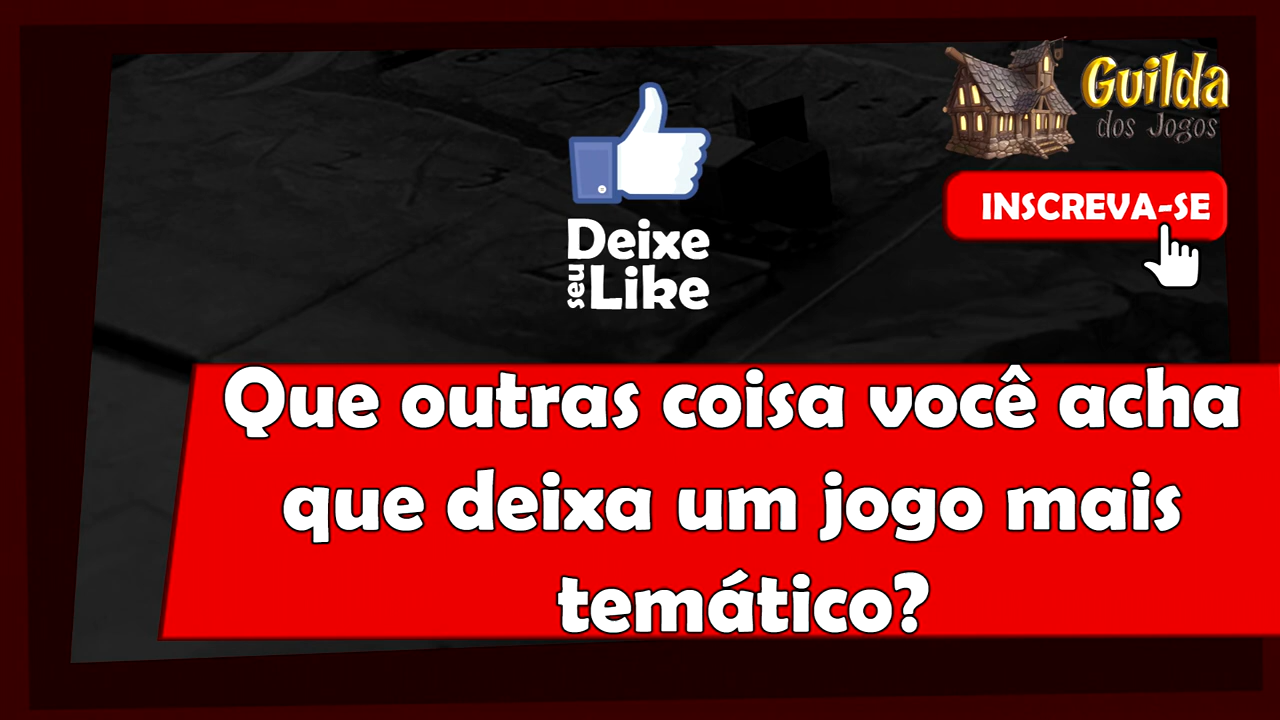 Guilda
dos Jogos
INSCREVA-SE
Deixe
seu Like
Que outras coisa você acha
que deixa um jogo mais
temático?